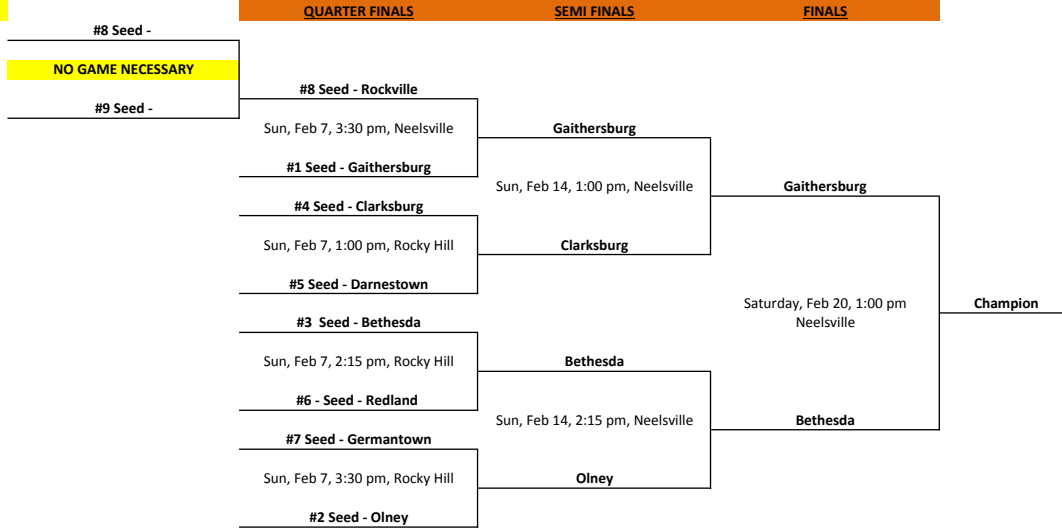 QUARTER FINALS
SEMI FINALS
FINALS
#8 Seed -
NO GAME NECESSARY
#9 Seed -
#8 Seed - Rockville
Sun, Feb 7, 3:30 pm, Neelsville
#1 Seed - Gaithersburg
#4 Seed - Clarksburg
Sun, Feb 7, 1:00 pm, Rocky Hill
#5 Seed - Darnestown
#3  Seed - Bethesda
Sun, Feb 7, 2:15 pm, Rocky Hill
#6 - Seed - Redland
#7 Seed - Germantown
Sun, Feb 7, 3:30 pm, Rocky Hill
#2 Seed - Olney
Gaithersburg
Sun, Feb 14, 1:00 pm, Neelsville
Clarksburg
Bethesda
Sun, Feb 14, 2:15 pm, Neelsville
Olney
Gaithersburg
Saturday, Feb 20, 1:00 pm
Neelsville
Bethesda
Champion